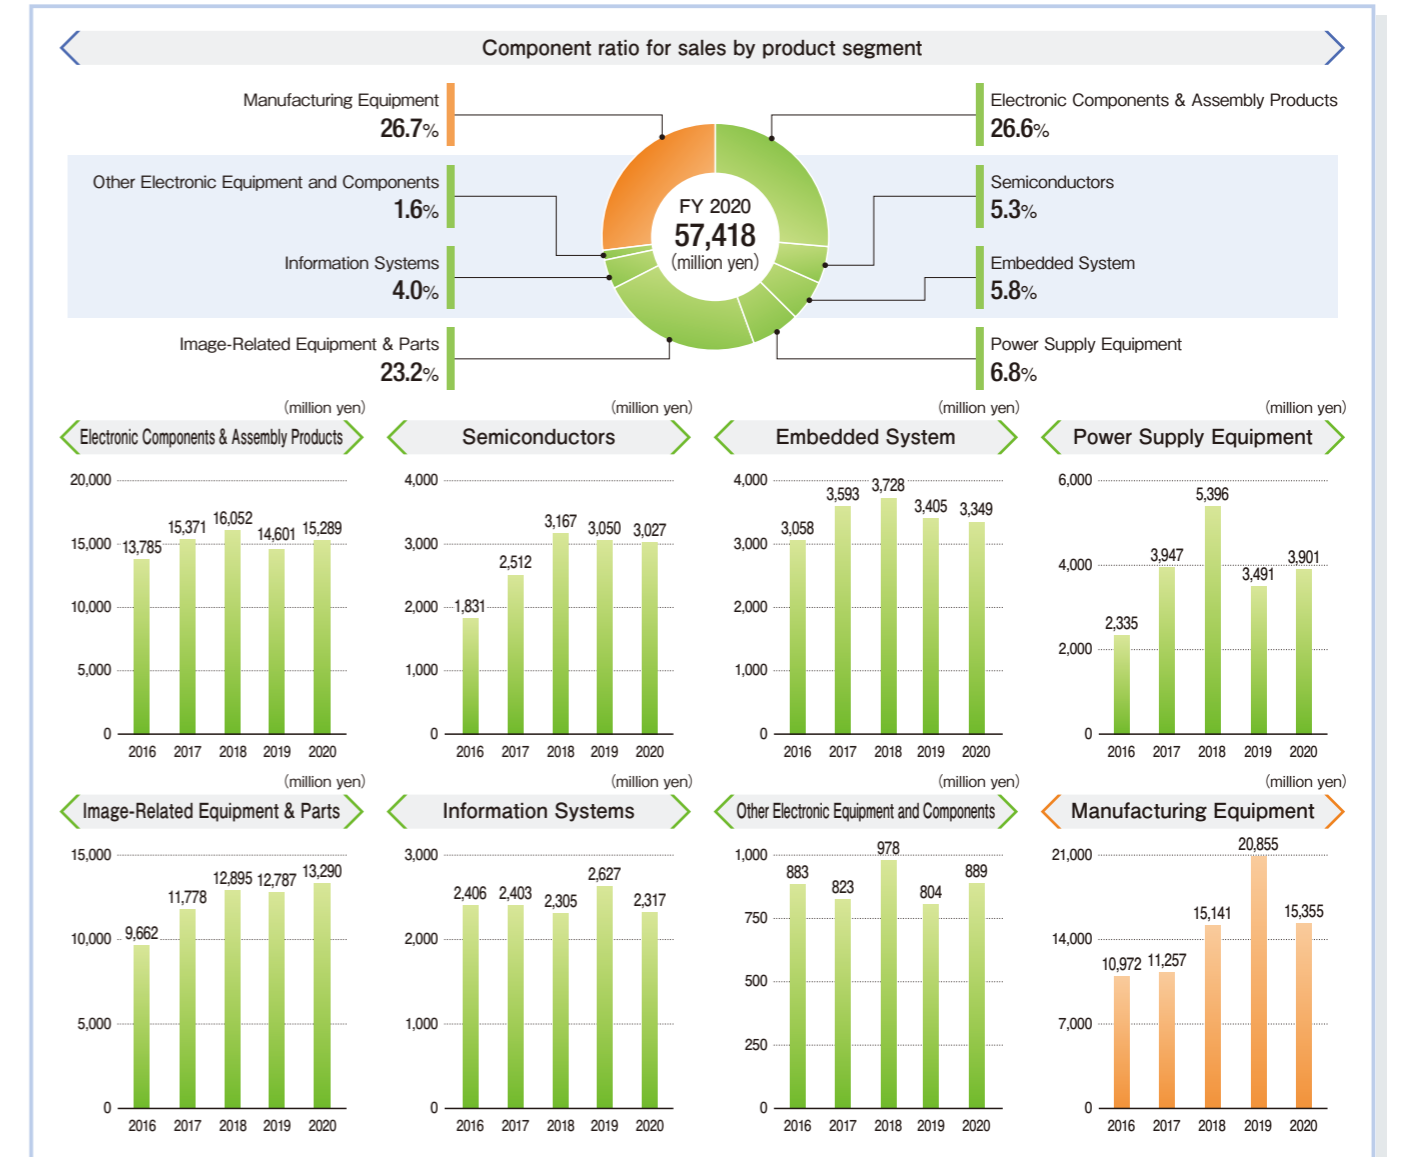 Component ratio for sales by product segment
Manufacturing Equipment
26.7%
Other Electronic Equipment and Components
1.6%
Information Systems
4.0%
Image-Related Equipment & Parts
23.2%
FY 2020
57,418
(million yen)
Electronic Components & Assembly Products
26.6%
Semiconductors
5.3%
Embedded System
5.8%
Power Supply Equipment
6.8%
(million yen)
Electronic Components & Assembly Products
20,000
15,000
10,000
5,000
0
13,785
15,371
16,052
14,601
15,289
2016 2017 2018 2019 2020
(million yen)
Semiconductors
4,000
3,000
2,000
1,000
0
1,831
2,512
3,167
3,050
3,027
2016 2017 2018 2019 2020
(million yen)
Embedded System
4,000
3,000
2,000
1,000
0
3,058
3,593
3,728
3,405
3,349
2016 2017 2018 2019 2020
(million yen)
Power Supply Equipment
6,000
4,000
2,000
0
2,335
3,947
5,396
3,491
3,901
2016 2017 2018 2019 2020
(million yen)
Image-Related Equipment & Parts
15,000
10,000
5,000
0
9,662
11,778
12,895
12,787
13,290
2016 2017 2018 2019 2020
(million yen)
Information Systems
3,000
2,000
1,000
0
2,406
2,403
2,305
2,627
2,317
2016 2017 2018 2019 2020
(million yen)
Other Electronic Equipment and Components
1,000
750
500
250
0
883
823
978
804
889
2016 2017 2018 2019 2020
(million yen)
Manufacturing Equipment
21,000
14,000
7,000
0
10,972
11,257
15,141
20,855
15,355
2016 2017 2018 2019 2020